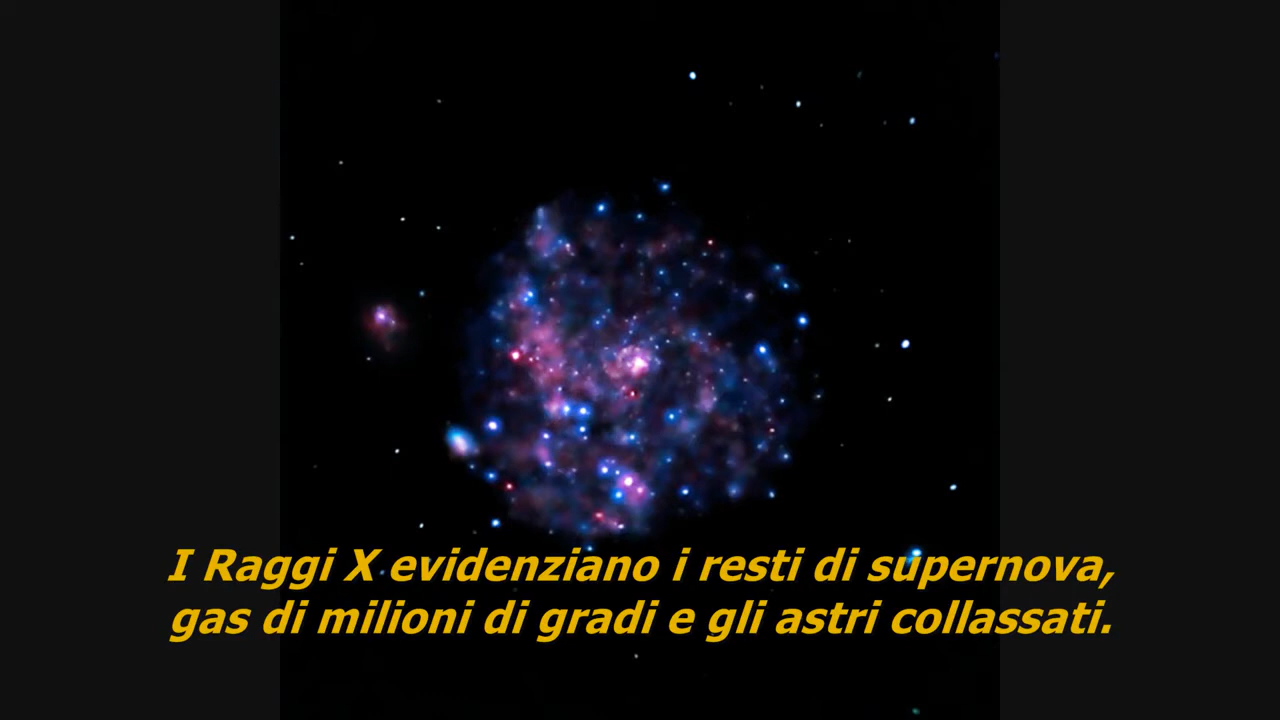 I Raggi X evidenziano i resti di supernova,
gas di milioni di gradi e gli astri collassati.